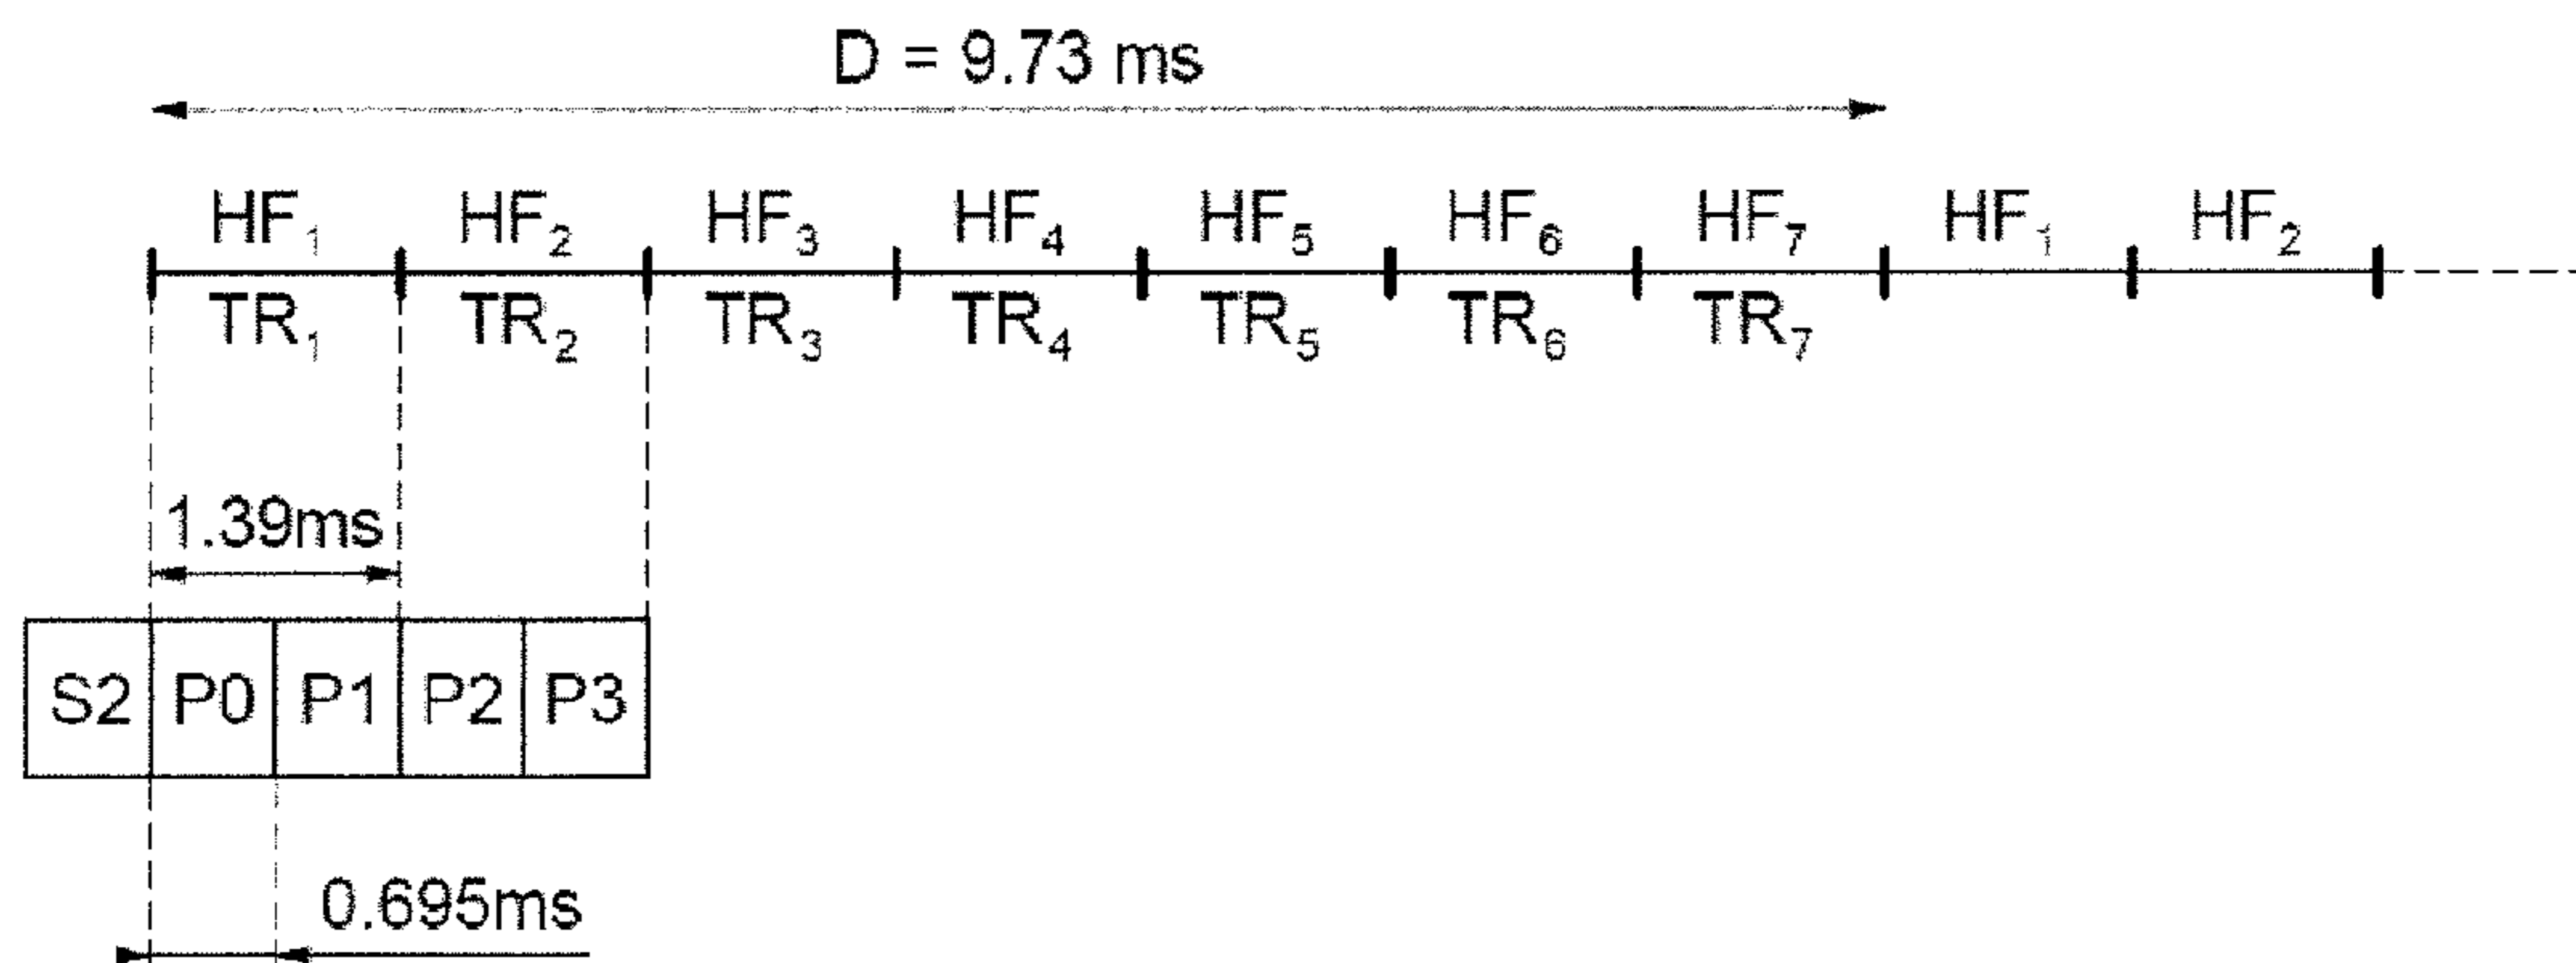 D = 9.73 ms
HF₁ HF₂ HF₃ HF₄ HF₅ HF₆ HF₇ HF₁ HF₂
TR₁ TR₂ TR₃ TR₄ TR₅ TR₆ TR₇
1.39ms
S2 P0 P1 P2 P3
0.695ms